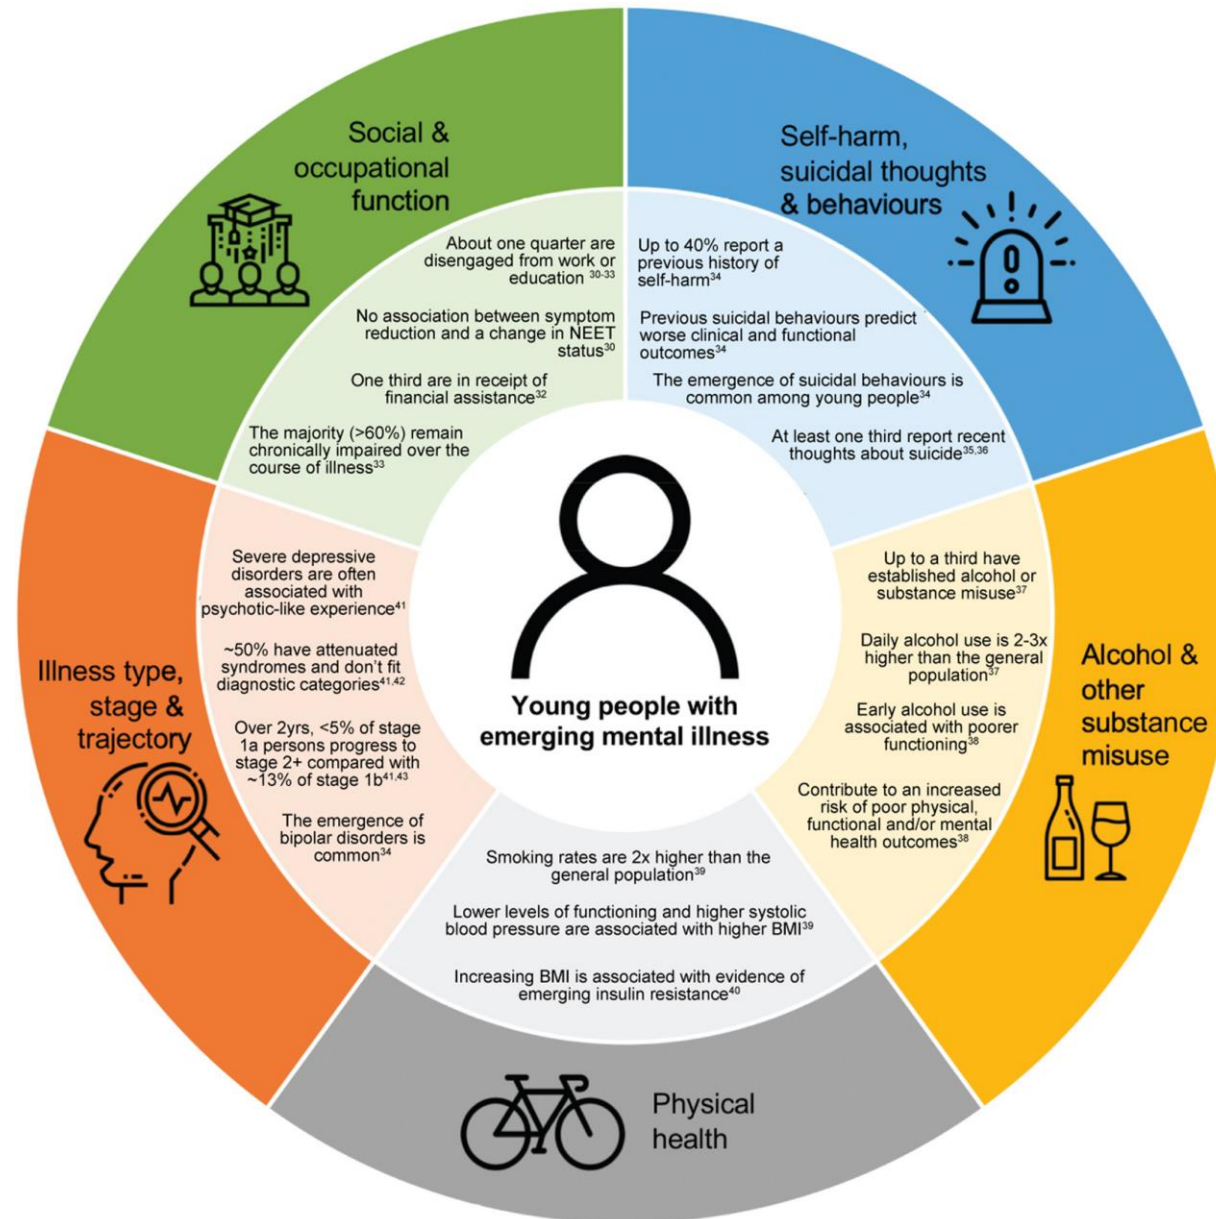 Social &
occupational
function
About one quarter are
disengaged from work or
education 30-33
No association between symptom
reduction and a change in NEET
status30
One third are in receipt of
financial assistance32
The majority (>60%) remain
chronically impaired over the
course of illness33
Self-harm,
suicidal thoughts
& behaviours
Up to 40% report a
previous history of
self-harm34
Previous suicidal behaviours predict
worse clinical and functional
outcomes34
The emergence of suicidal behaviours is
common among young people34
At least one third report recent
thoughts about suicide35,36
Alcohol &
other
substance
misuse
Up to a third have
established alcohol or
substance misuse37
Daily alcohol use is 2-3x
higher than the general
population37
Early alcohol use is
associated with poorer
functioning38
Contribute to an increased
risk of poor physical,
functional and/or mental
health outcomes38
Physical
health
Smoking rates are 2x higher than the
general population39
Lower levels of functioning and higher systolic
blood pressure are associated with higher BMI39
Increasing BMI is associated with evidence of
emerging insulin resistance40
Illness type,
stage &
trajectory
Severe depressive
disorders are often
associated with
psychotic-like experience41
~50% have attenuated
syndromes and don't fit
diagnostic categories41,42
Over 2yrs, <5% of stage
1a persons progress to
stage 2+ compared with
~13% of stage 1b41,43
The emergence of
bipolar disorders is
common34
Young people with
emerging mental illness